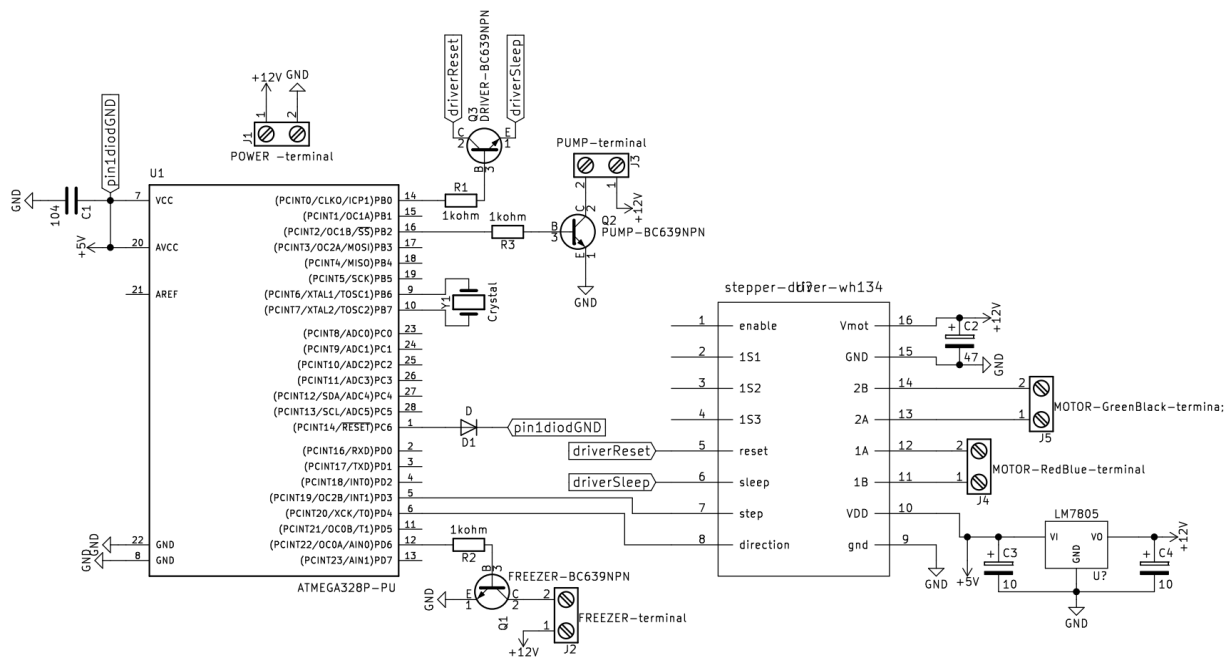 driverReset
Q3
DRIVER-BC639NPN
driverSleep
C
2
E
1
B
3
+12V
GND
1
2
J1
POWER -terminal
pin1diodGND
GND
104
C1
+5V
U1
7 VCC
20 AVCC
21 AREF
22 GND
8 GND
GND
GND
GND
(PCINT0/CLKO/ICP1)PB0 14
(PCINT1/OC1A)PB1 15
(PCINT2/OC1B/SS)PB2 16
(PCINT3/OC2A/MOSI)PB3 17
(PCINT4/MISO)PB4 18
(PCINT5/SCK)PB5 19
(PCINT6/XTAL1/TOSC1)PB6 9
(PCINT7/XTAL2/TOSC2)PB7 10
(PCINT8/ADC0)PC0 23
(PCINT9/ADC1)PC1 24
(PCINT10/ADC2)PC2 25
(PCINT11/ADC3)PC3 26
(PCINT12/SDA/ADC4)PC4 27
(PCINT13/SCL/ADC5)PC5 28
(PCINT14/RESET)PC6 1
(PCINT16/RXD)PD0 2
(PCINT17/TXD)PD1 3
(PCINT18/INT0)PD2 4
(PCINT19/OC2B/INT1)PD3 5
(PCINT20/XCK/T0)PD4 6
(PCINT21/OC0B/T1)PD5 11
(PCINT22/OC0A/AIN0)PD6 12
(PCINT23/AIN1)PD7 13
ATMEGA328P-PU
R1
1kohm
1kohm
R3
PUMP-terminal
J3
2
1
+12V
C
2
B
3
E
1
Q2
PUMP-BC639NPN
GND
Y1
Crystal
D
D1
pin1diodGND
1kohm
R2
B
3
FREEZER-BC639NPN
E
1
C
2
GND
Q1
2
1
FREEZER-terminal
+12V
J2
stepper-driver-wh134
U?
1 enable
2 1S1
3 1S2
4 1S3
5 reset
6 sleep
7 step
8 direction
driverReset
driverSleep
Vmot 16
GND 15
2B 14
2A 13
1A 12
1B 11
VDD 10
gnd 9
+12V
+ C2
47
GND
2
1
MOTOR-GreenBlack-termina
J5
2
1
MOTOR-RedBlue-terminal
J4
GND
+5V
+ C3
10
LM7805
VI
VO
GND
U?
+ C4
10
+12V
GND